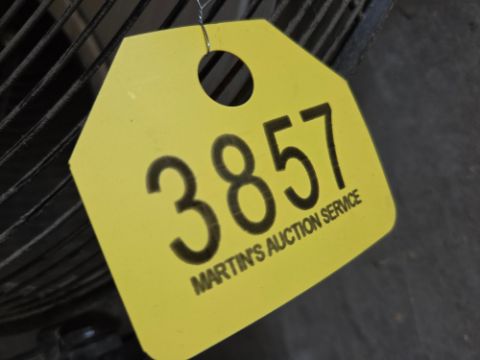 3857
MARTIN'S AUCTION SERVICE